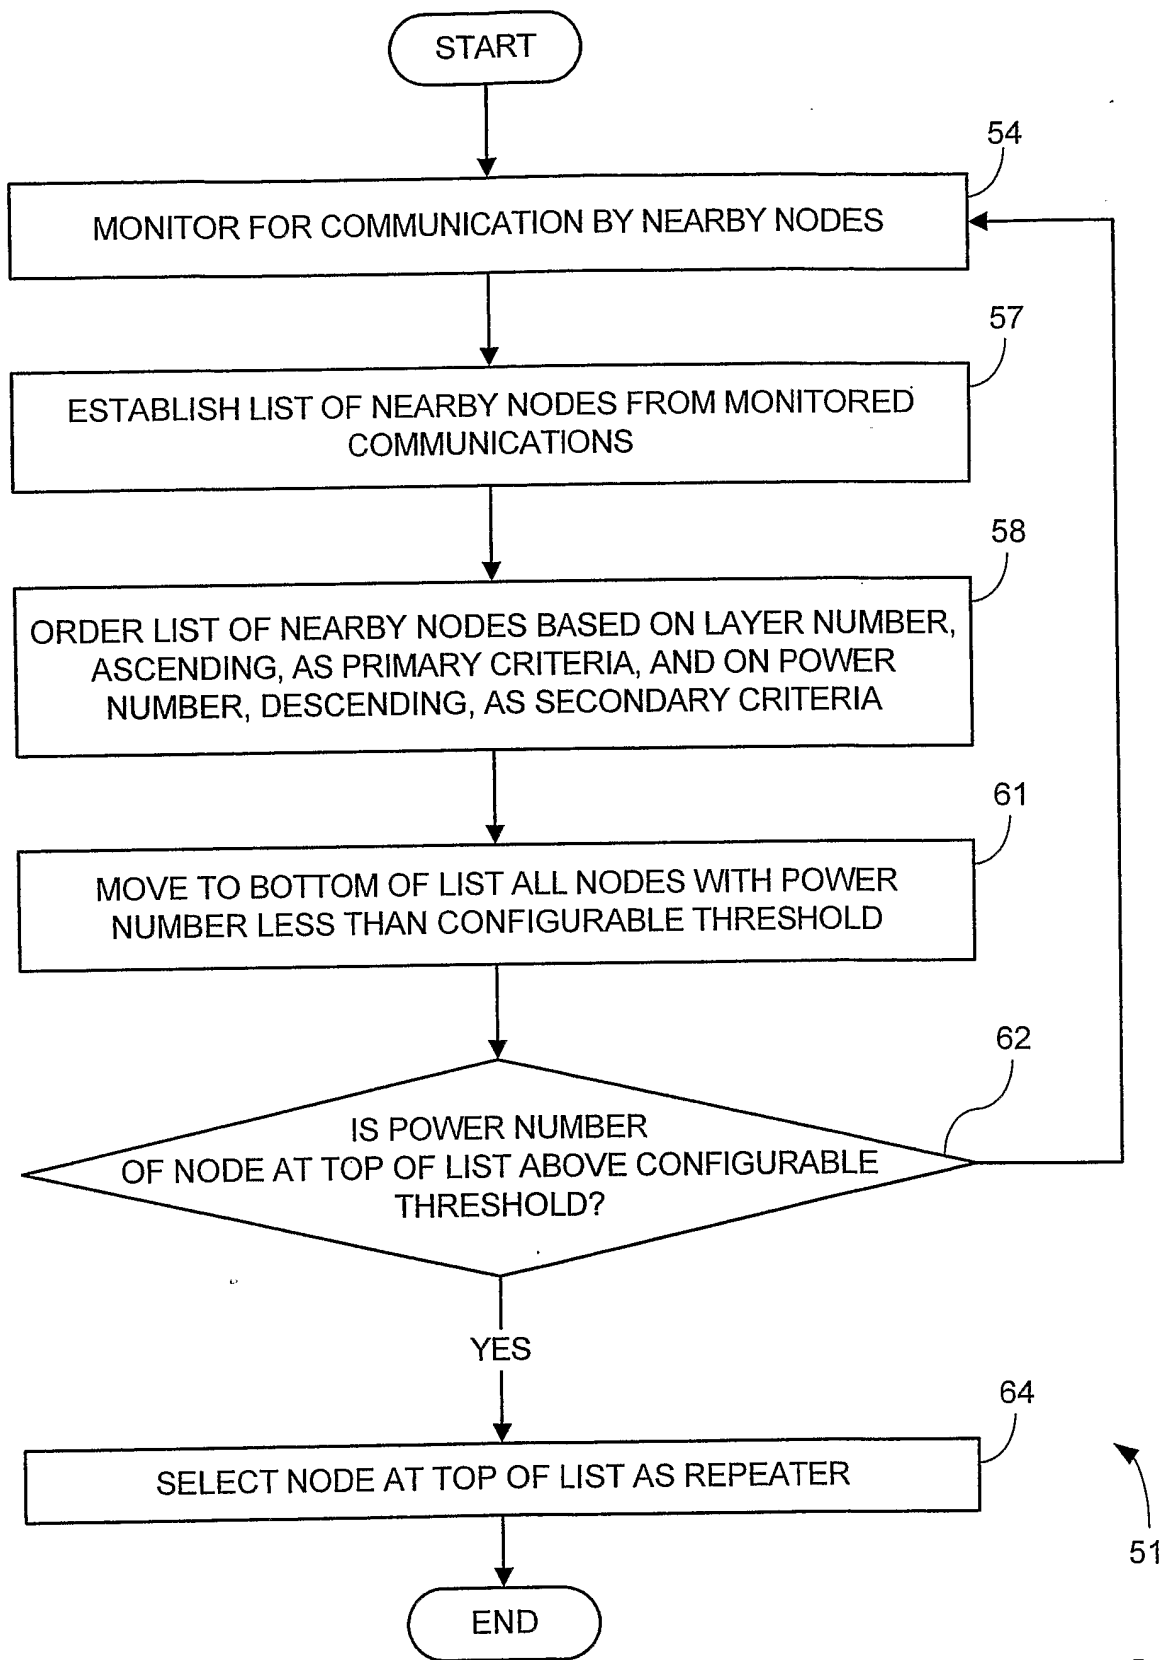 START
54
MONITOR FOR COMMUNICATION BY NEARBY NODES
57
ESTABLISH LIST OF NEARBY NODES FROM MONITORED
COMMUNICATIONS
58
ORDER LIST OF NEARBY NODES BASED ON LAYER NUMBER,
ASCENDING, AS PRIMARY CRITERIA, AND ON POWER
NUMBER, DESCENDING, AS SECONDARY CRITERIA
61
MOVE TO BOTTOM OF LIST ALL NODES WITH POWER
NUMBER LESS THAN CONFIGURABLE THRESHOLD
62
IS POWER NUMBER
OF NODE AT TOP OF LIST ABOVE CONFIGURABLE
THRESHOLD?
YES
64
SELECT NODE AT TOP OF LIST AS REPEATER
51
END